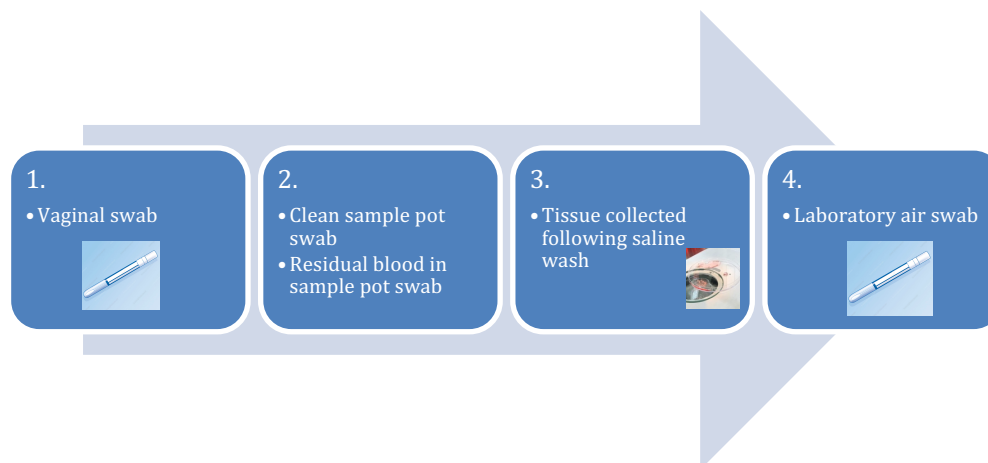 1.
• Vaginal swab
2.
• Clean sample pot
swab
• Residual blood in
sample pot swab
3.
• Tissue collected
following saline
wash
4.
• Laboratory air swab